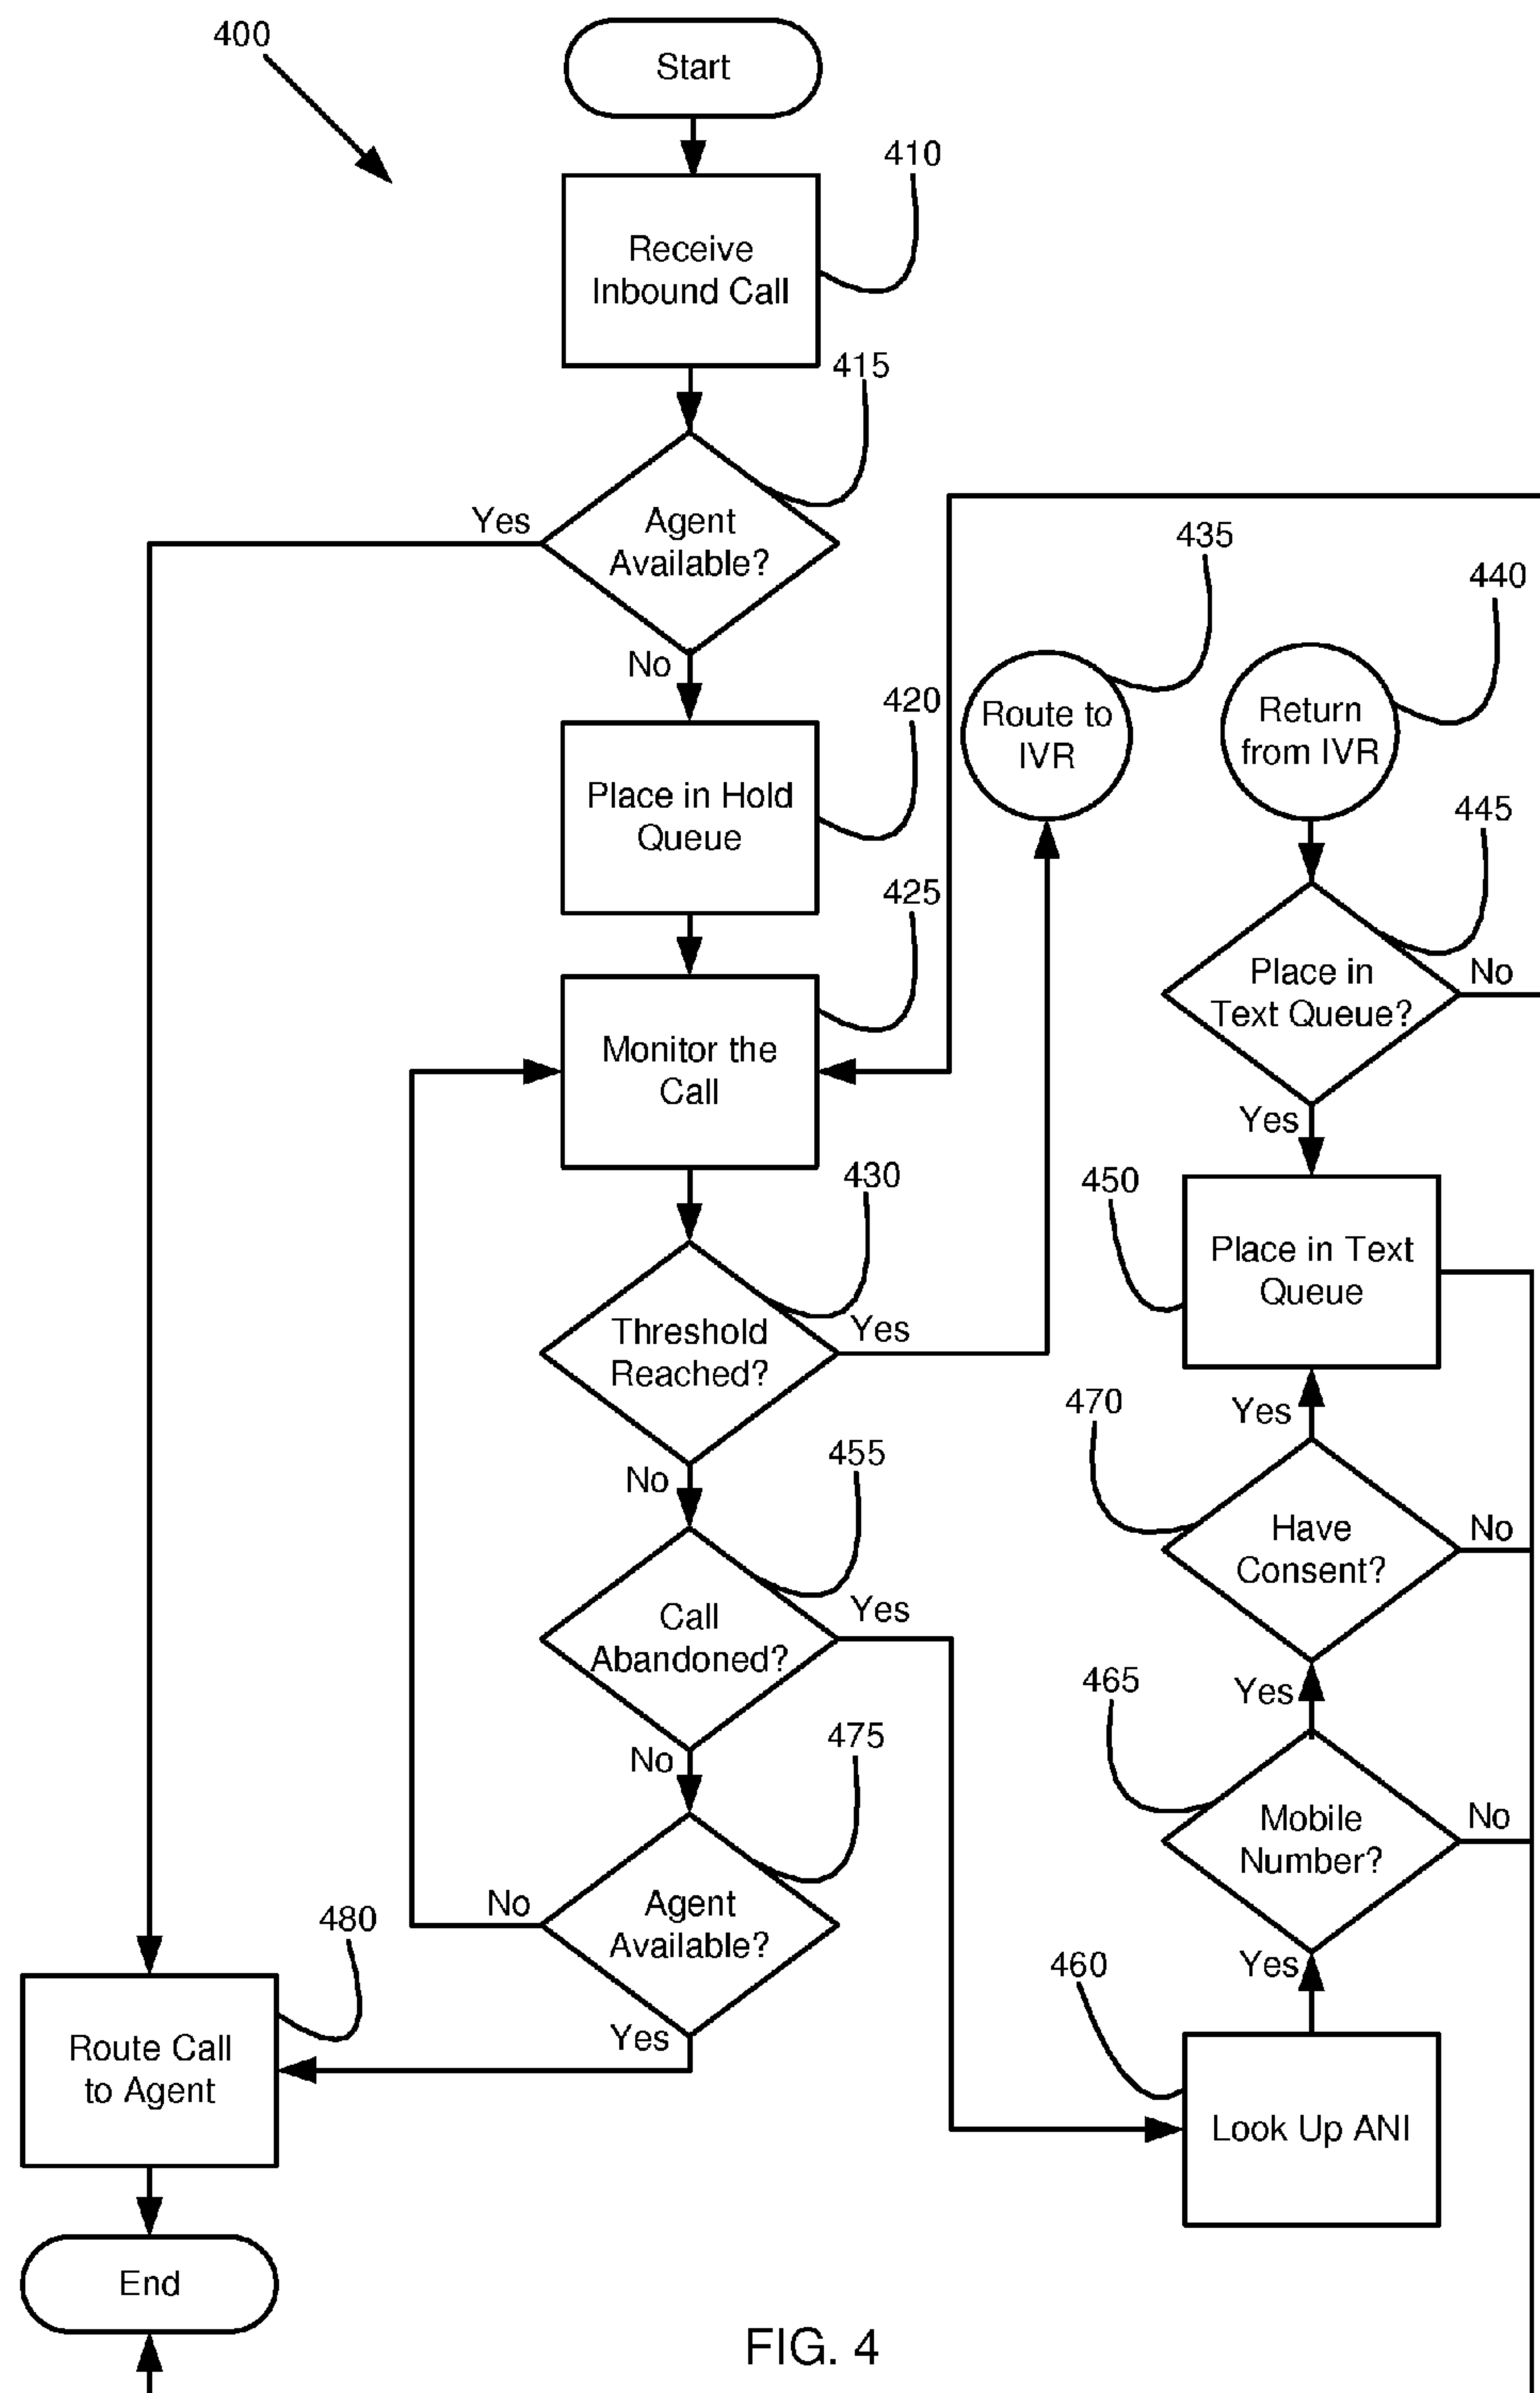 400
Start
410
Receive
Inbound Call
415
Yes
Agent
Available?
No
435
440
420
Place in Hold
Queue
Route to
IVR
Return
from IVR
445
425
Monitor the
Call
Place in
Text Queue?
No
Yes
430
450
Place in Text
Queue
Threshold
Reached?
Yes
No
470
Yes
Have
Consent?
No
455
Call
Abandoned?
Yes
No
465
Yes
Mobile
Number?
No
475
Agent
Available?
No
Yes
480
Route Call
to Agent
460
Yes
Look Up ANI
End
FIG. 4